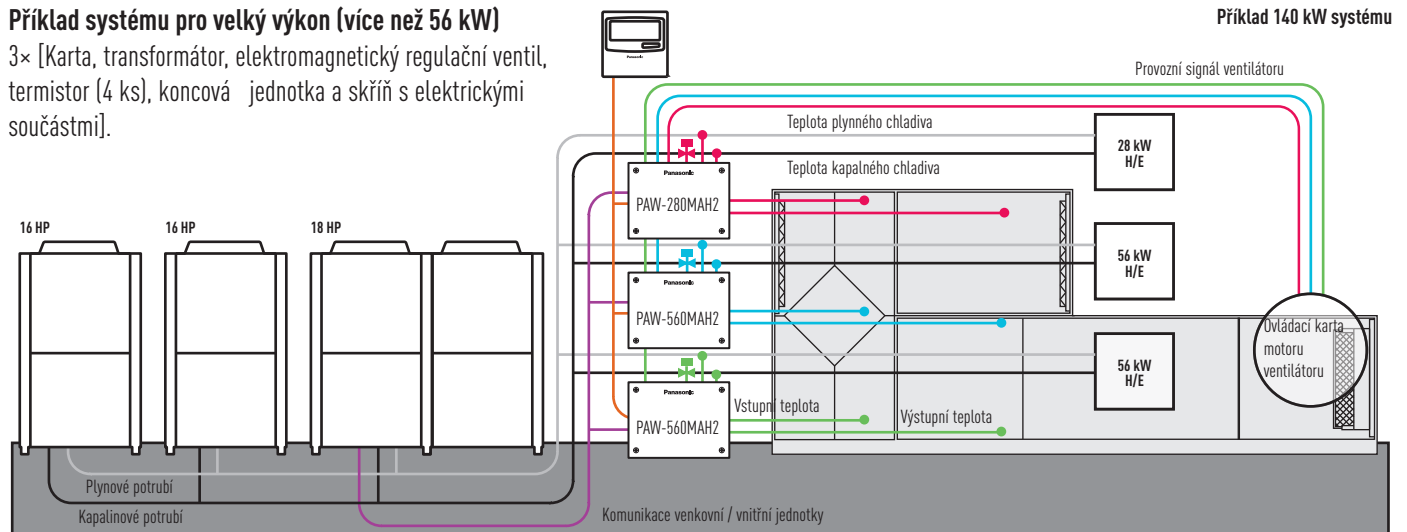 Příklad systému pro velký výkon (více než 56 kW)
3× [Karta, transformátor, elektromagnetický regulační ventil,
termistor (4 ks), koncová jednotka a skříň s elektrickými
součástmi].
Příklad 140 kW systému
Panasonic
Provozní signál ventilátoru
Teplota plynného chladiva
28 kW
H/E
Teplota kapalného chladiva
Panasonic
PAW-280MAH2
16 HP
16 HP
18 HP
56 kW
H/E
Panasonic
PAW-560MAH2
Ovládací karta
motoru
ventilátoru
56 kW
H/E
Panasonic
PAW-560MAH2
Vstupní teplota
Výstupní teplota
Plynové potrubí
Kapalinové potrubí
Komunikace venkovní / vnitřní jednotky